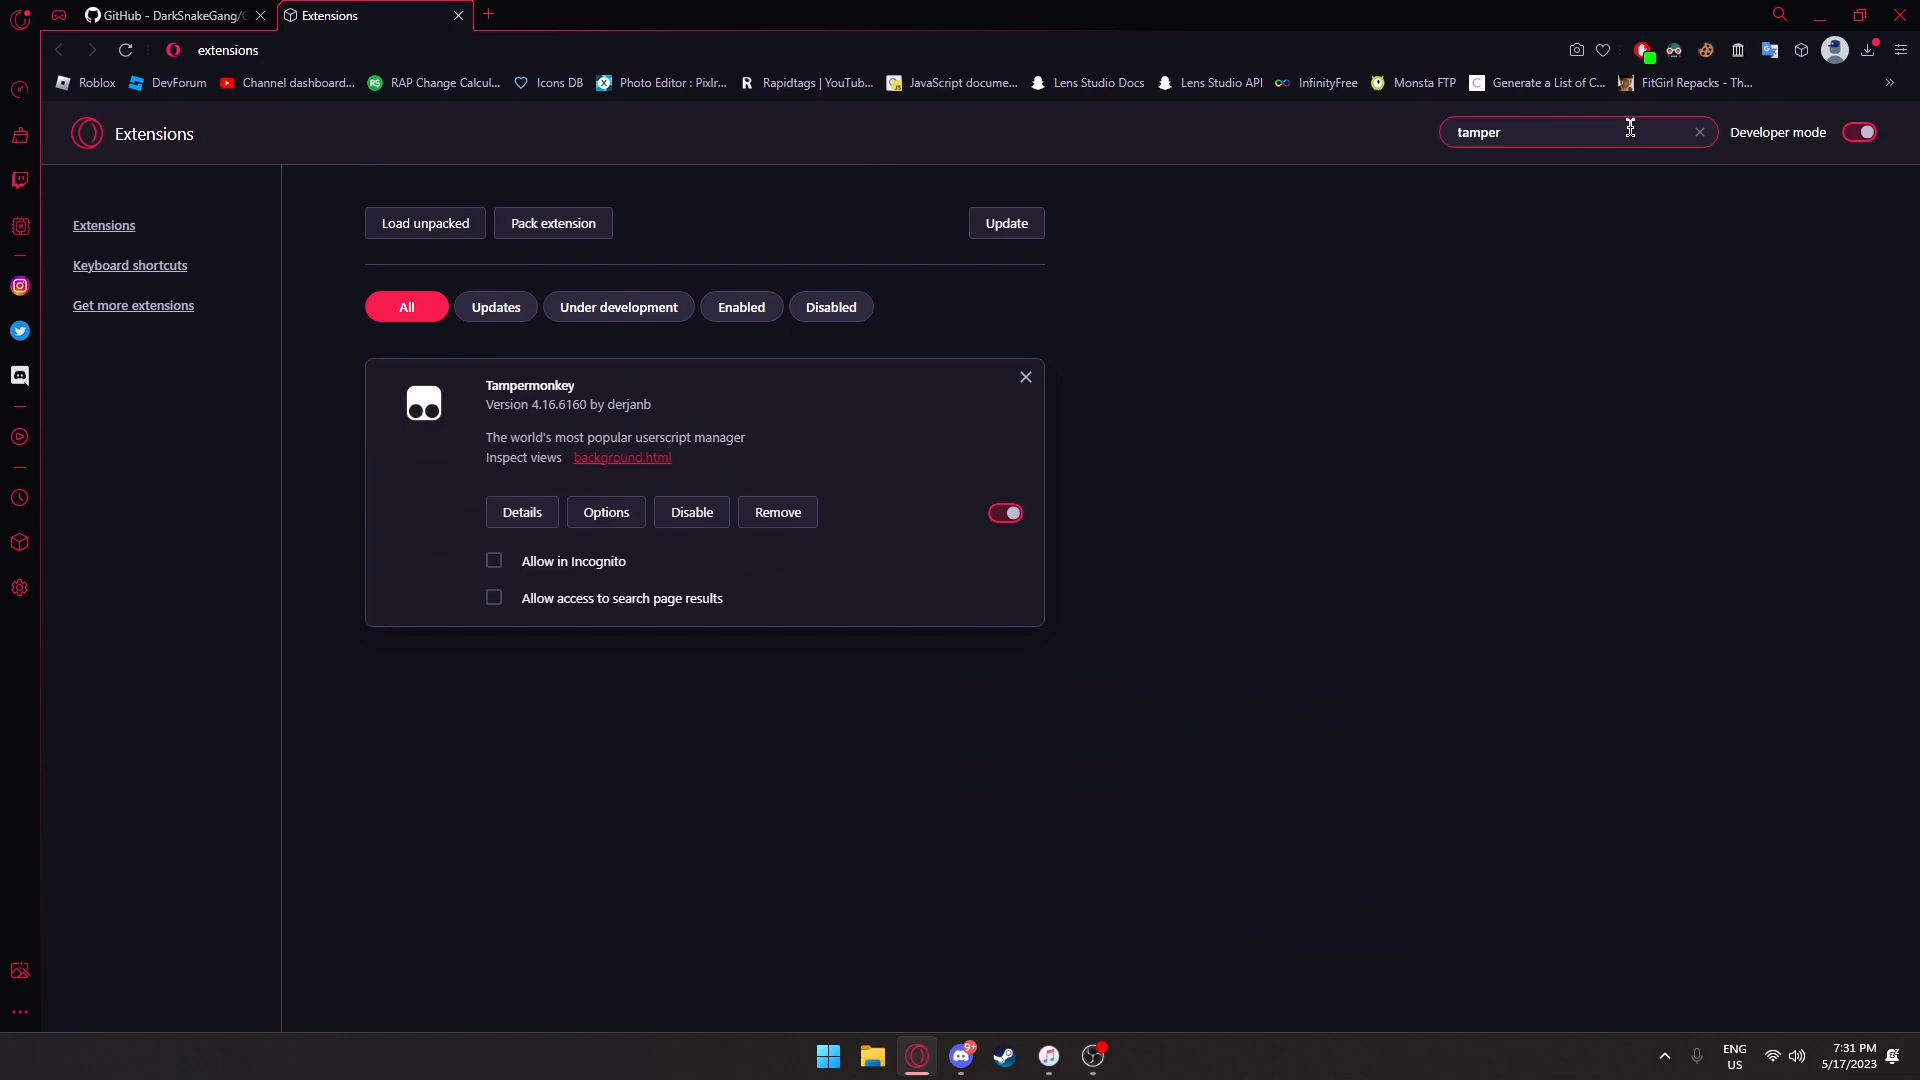 GitHub - DarkSnakeGang/
Extensions
extensions
Roblox
DevForum
Channel dashboard...
RAP Change Calcul...
Icons DB
Photo Editor : Pixlr...
Rapidtags | YouTub...
JavaScript docume...
Lens Studio Docs
Lens Studio API
InfinityFree
Monsta FTP
Generate a List of C...
FitGirl Repacks - Th...
Extensions
tamper
Developer mode
Extensions
Keyboard shortcuts
Get more extensions
Load unpacked
Pack extension
Update
All
Updates
Under development
Enabled
Disabled
Tampermonkey
Version 4.16.6160 by derjanb
The world's most popular userscript manager
Inspect views background.html
Details
Options
Disable
Remove
Allow in Incognito
Allow access to search page results
9+
ENG
US
7:31 PM
5/17/2023